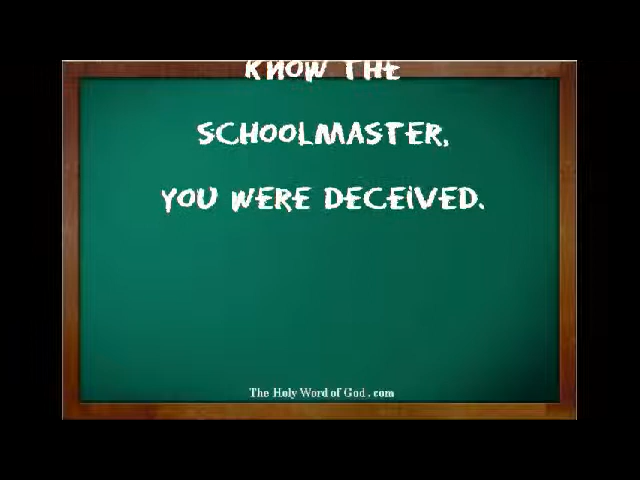 KNOW THE
SCHOOLMASTER,
YOU WERE DECEIVED.
The Holy Word of God . com